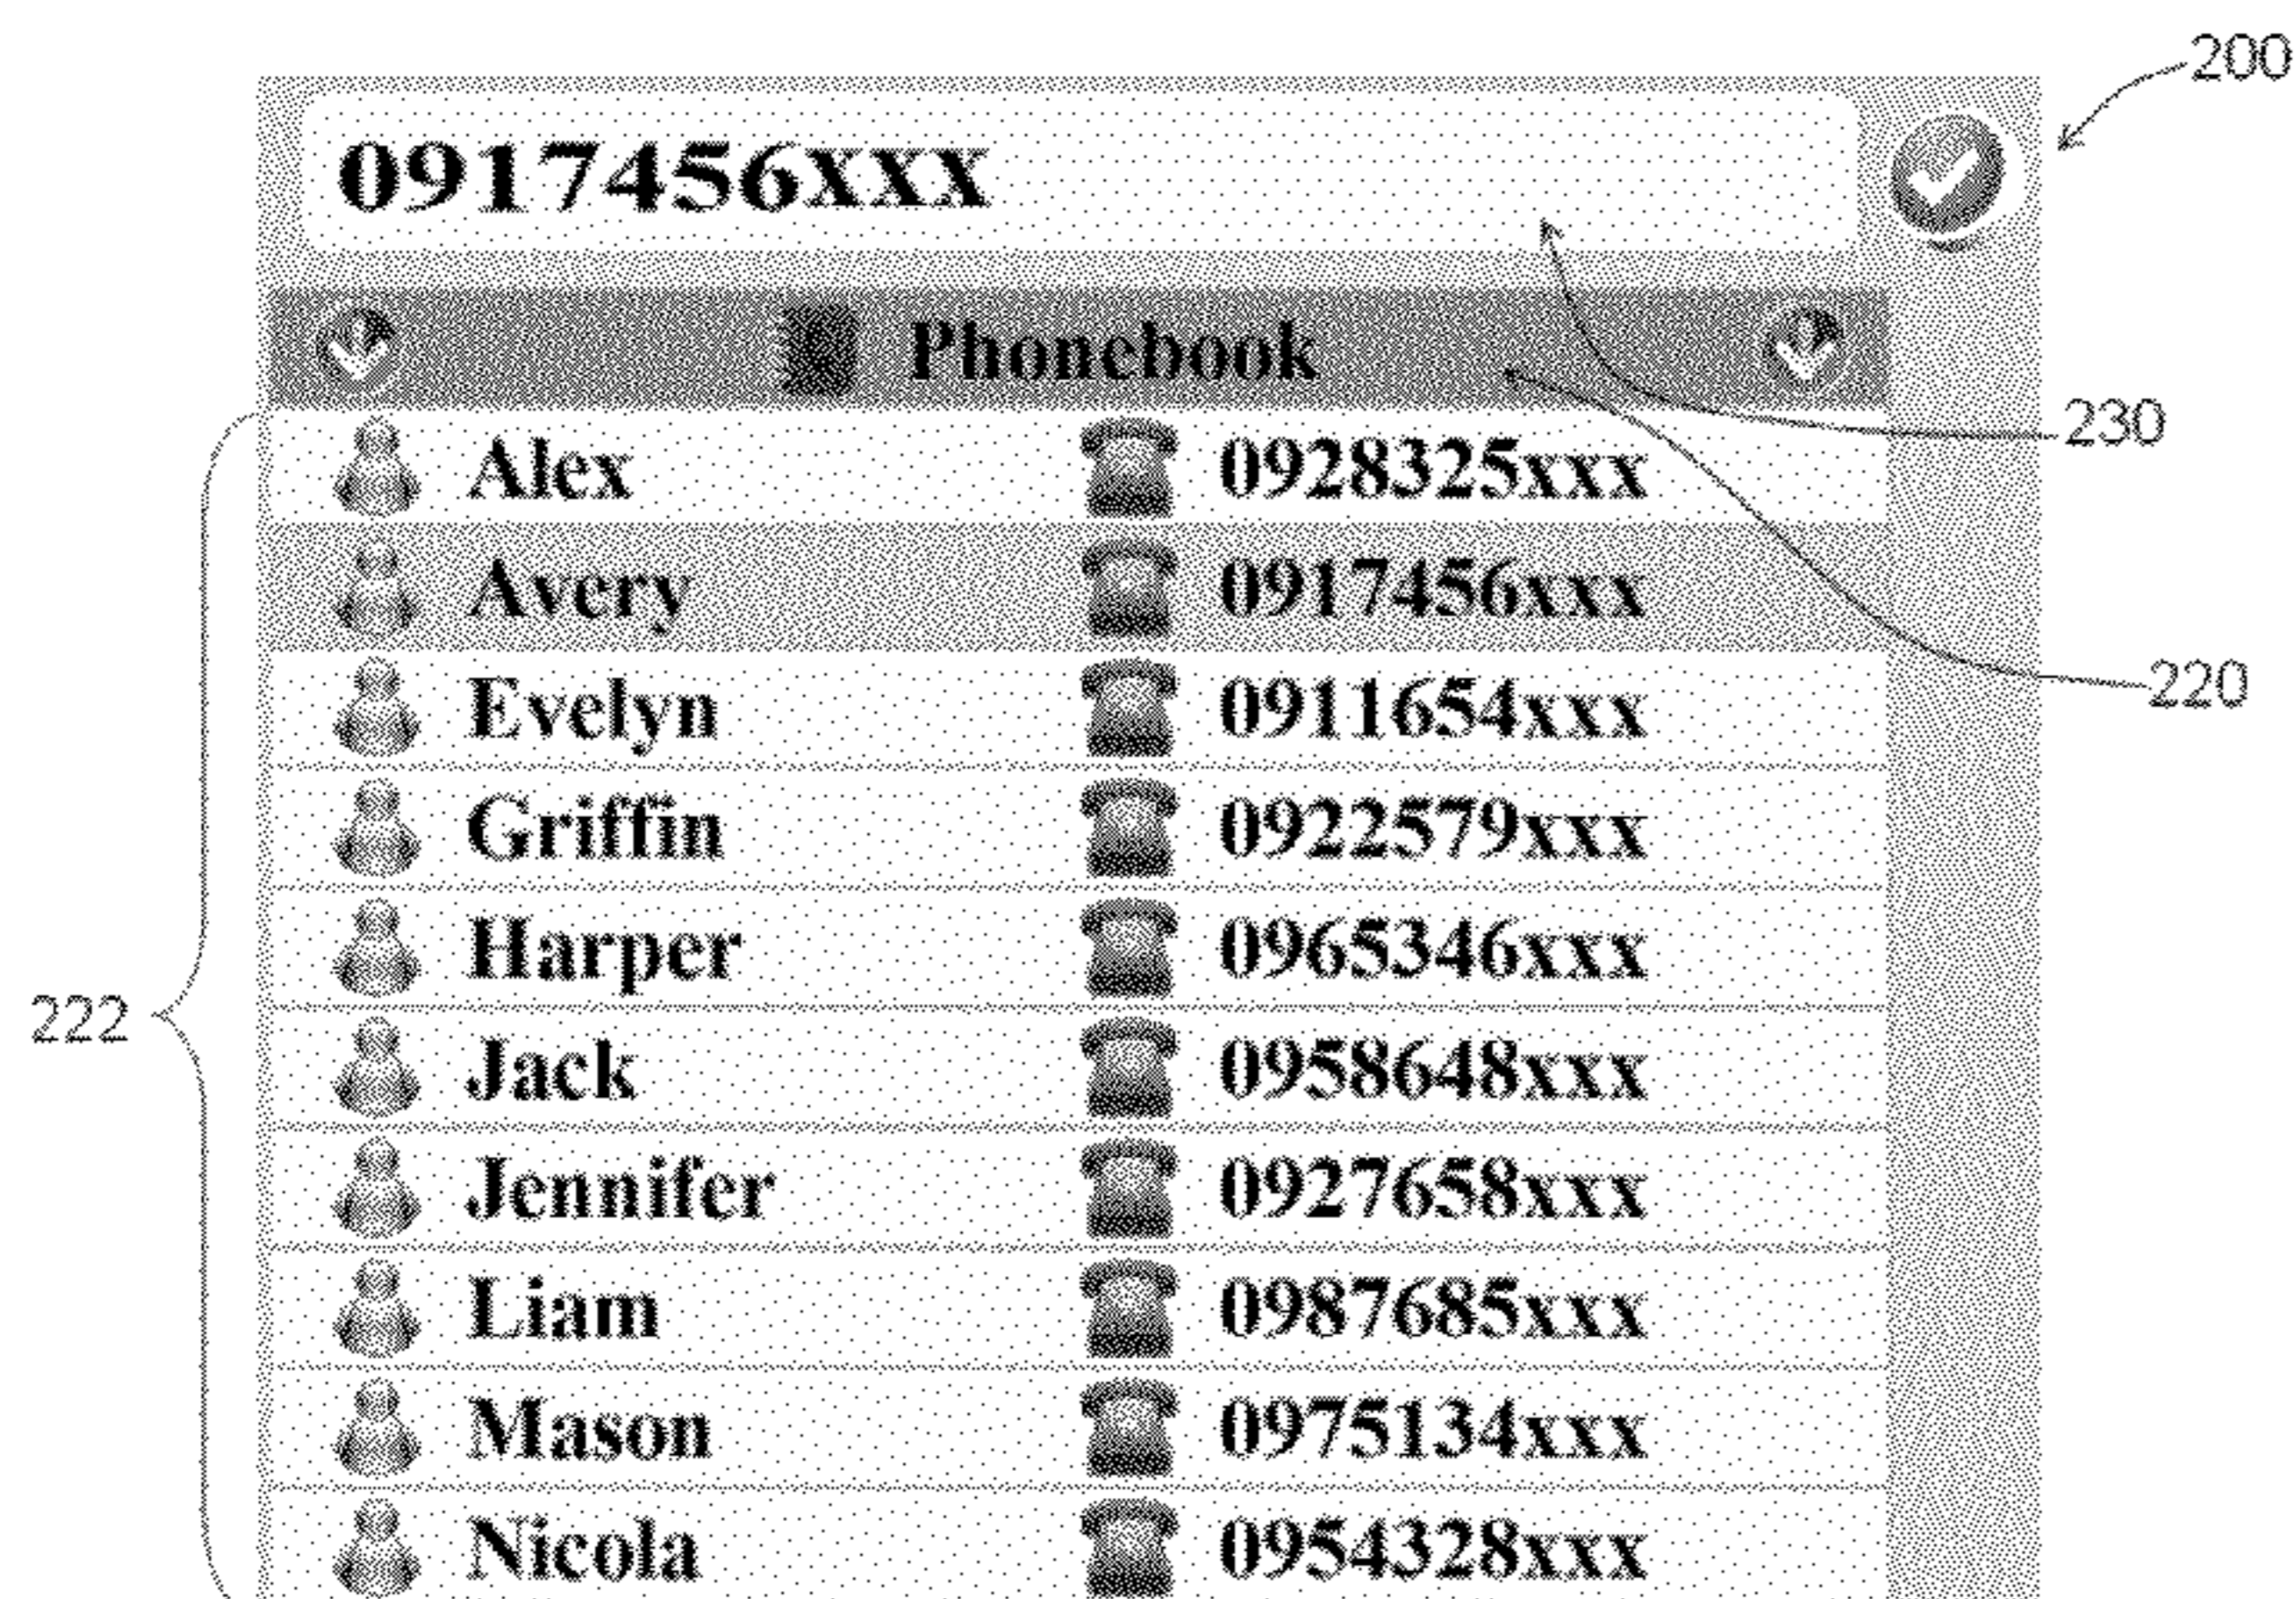 200
0917456XXX
Phonebook
230
Alex 0928325xxx
Avery 0917456xxx
220
Evelyn 0911654xxx
Griffin 0922579xxx
Harper 0965346xxx
222
Jack 0958648xxx
Jennifer 0927658xxx
Liam 0987685xxx
Mason 0975134xxx
Nicola 0954328xxx